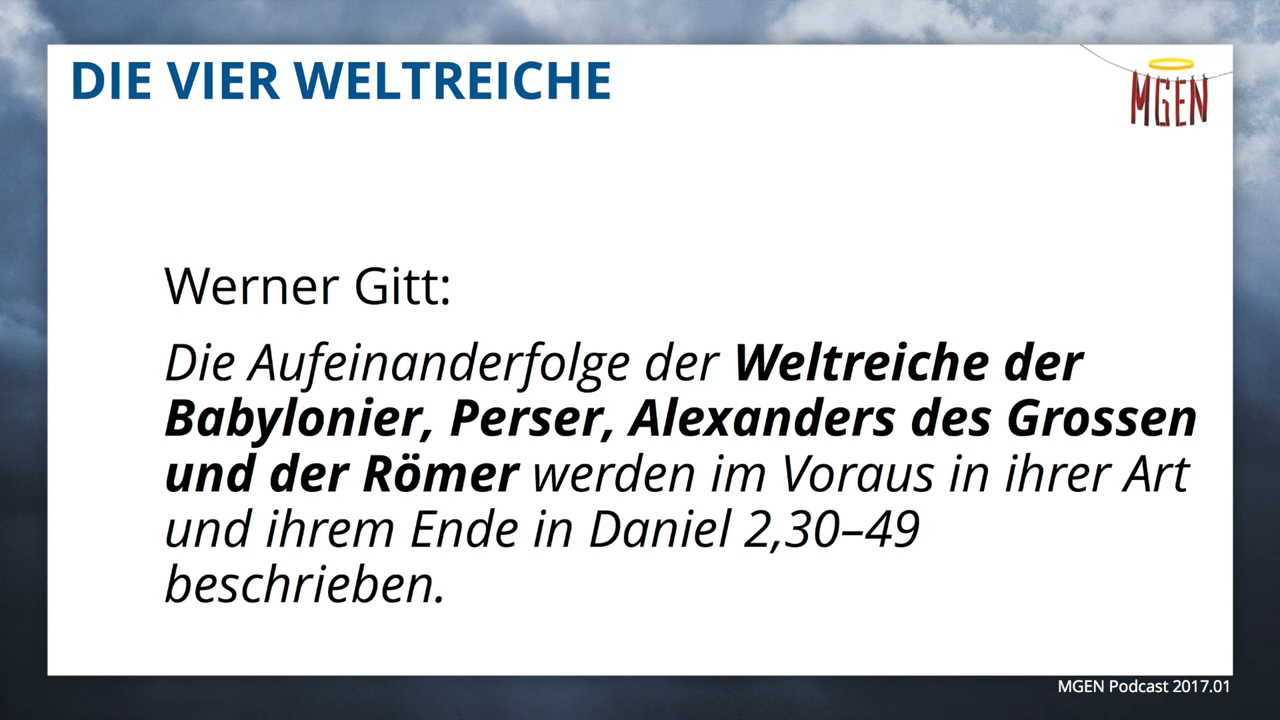 DIE VIER WELTREICHE
MGEN
Werner Gitt:
Die Aufeinanderfolge der Weltreiche der
Babylonier, Perser, Alexanders des Grossen
und der Römer werden im Voraus in ihrer Art
und ihrem Ende in Daniel 2,30–49
beschrieben.
MGEN Podcast 2017.01